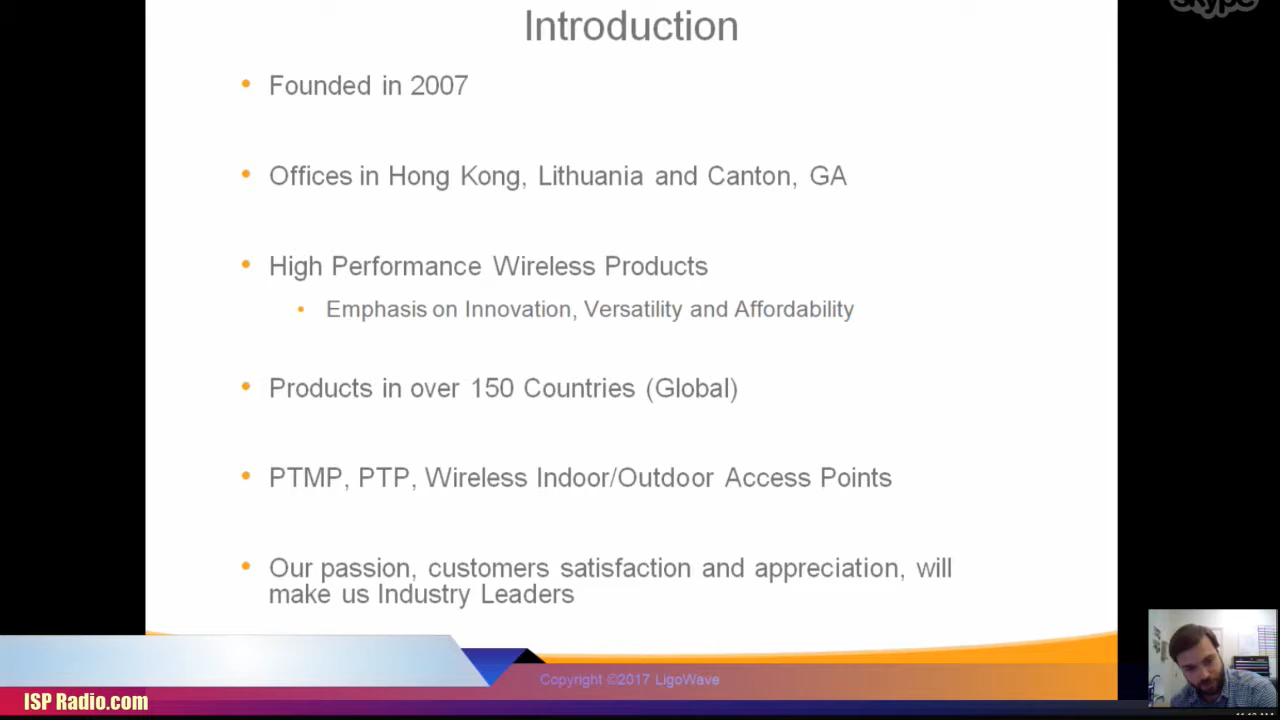 skype
Introduction
• Founded in 2007
• Offices in Hong Kong, Lithuania and Canton, GA
• High Performance Wireless Products
• Emphasis on Innovation, Versatility and Affordability
• Products in over 150 Countries (Global)
• PTMP, PTP, Wireless Indoor/Outdoor Access Points
• Our passion, customers satisfaction and appreciation, will
make us Industry Leaders
Copyright ©2017 LigoWave
ISP Radio.com